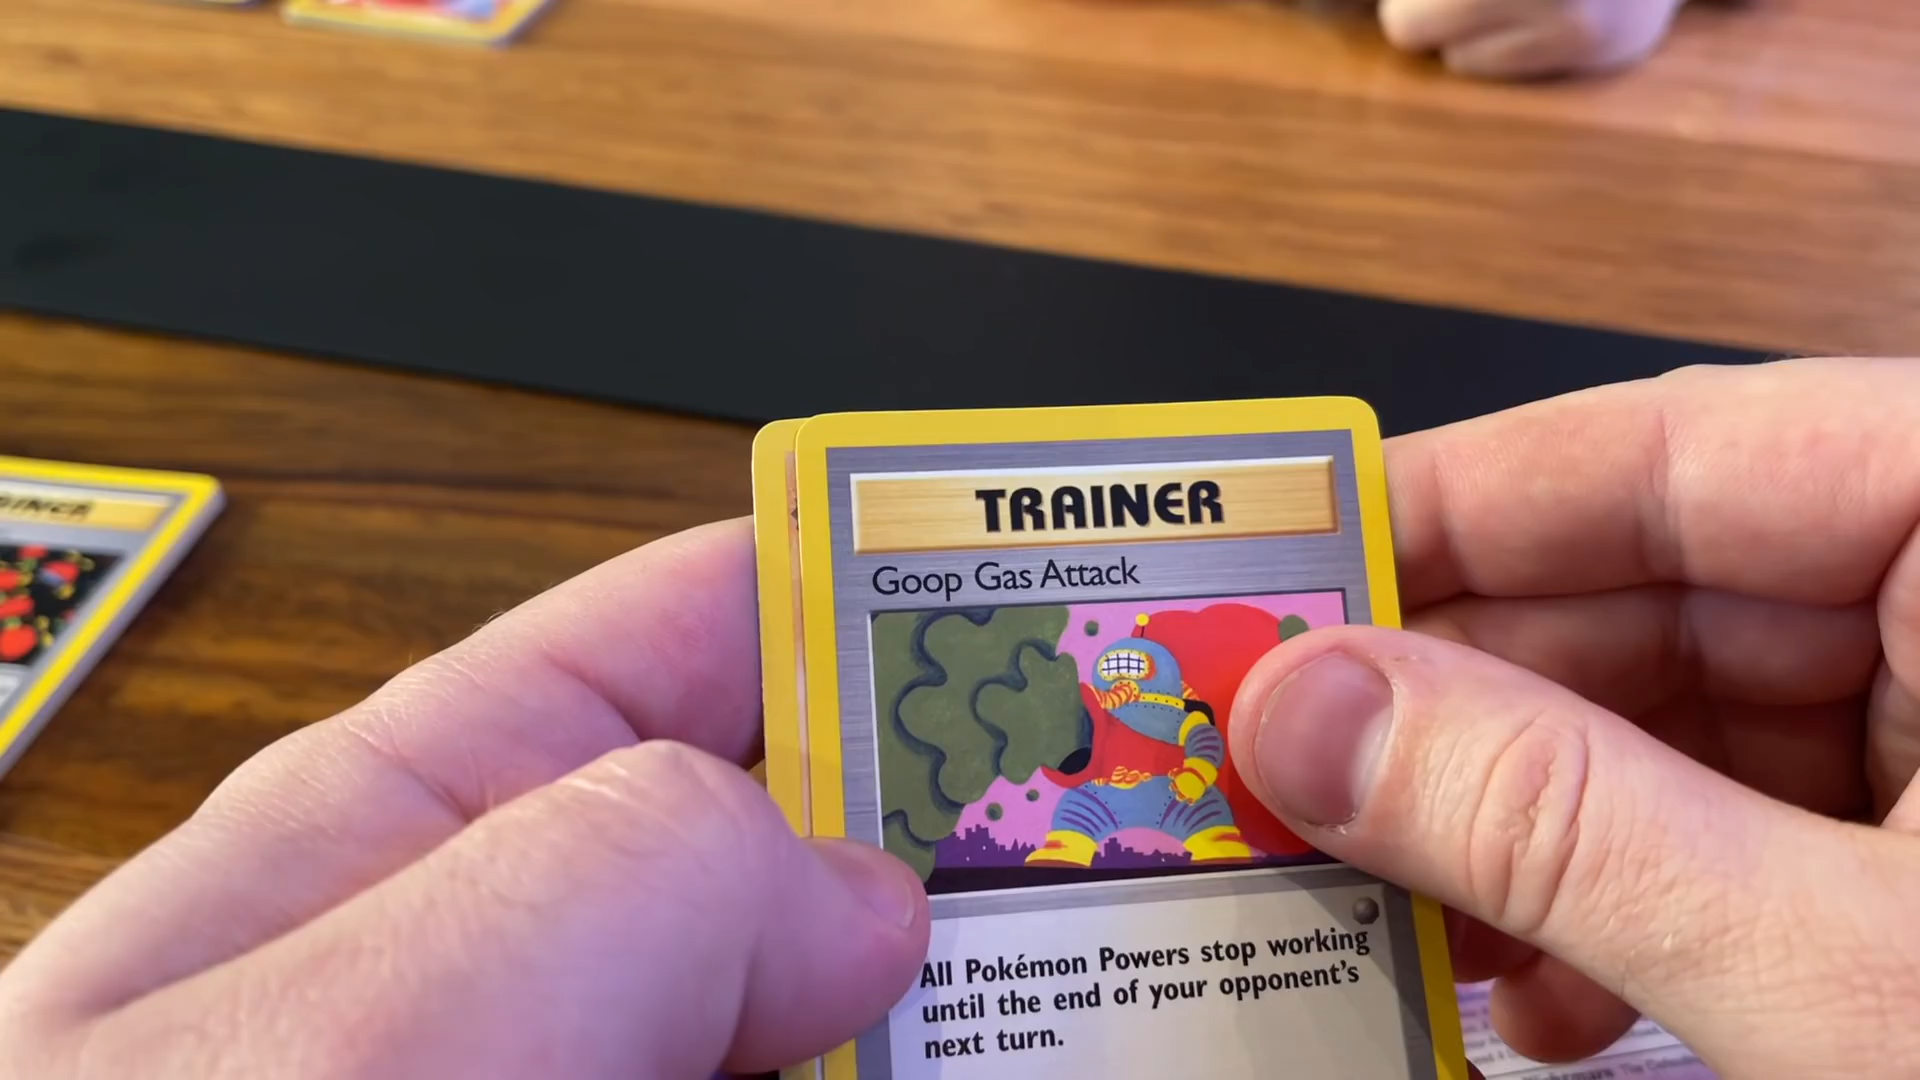 TRAINER
Goop Gas Attack
All Pokémon Powers stop working
until the end of your opponent's
next turn.